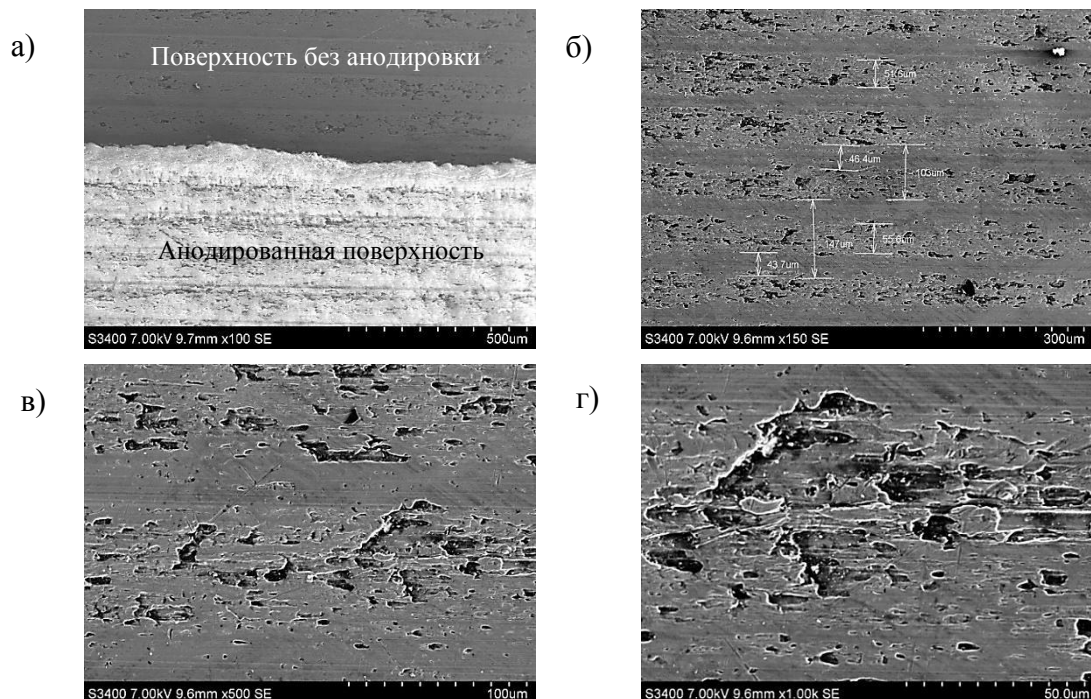 а)
Поверхность без анодировки
Анодированная поверхность
S3400 7.00kV 9.7mm x100 SE
500um
б)
51.5um
46.4um
103um
147um
55.6um
43.7um
S3400 7.00kV 9.6mm x150 SE
300um
в)
S3400 7.00kV 9.6mm x500 SE
100um
г)
S3400 7.00kV 9.6mm x1.00k SE
50.0um